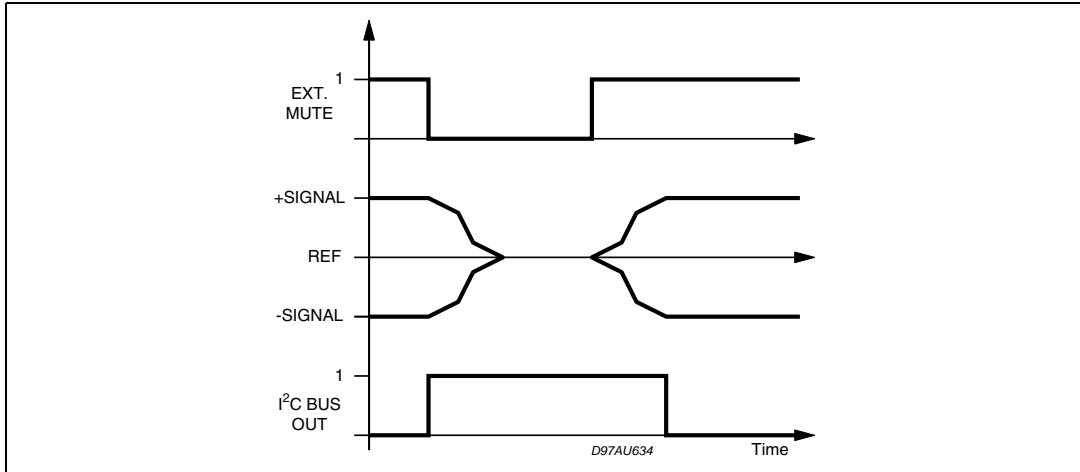 1
EXT.
MUTE
+SIGNAL
REF
-SIGNAL
1
I²C BUS
OUT
D97AU634
Time